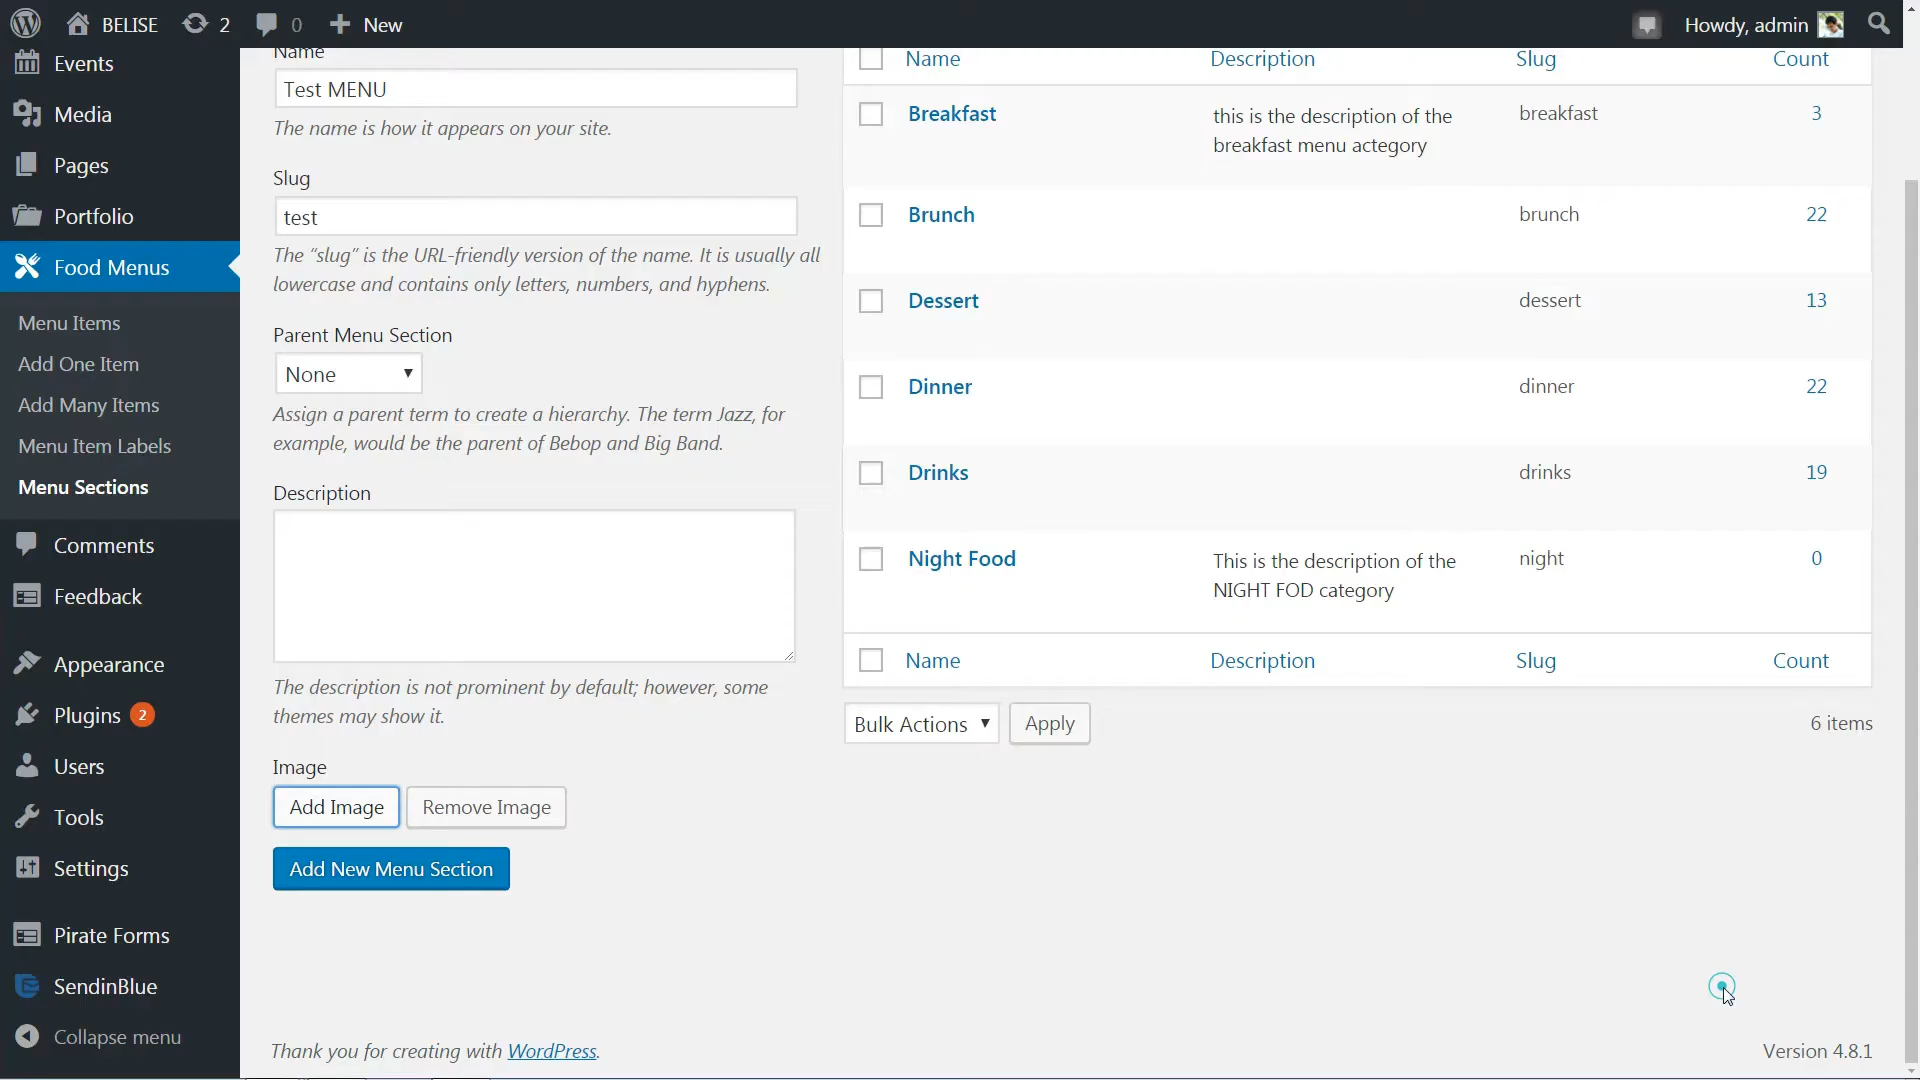 BELISE 2 0 New Howdy, admin
Events
Media
Pages
Portfolio
Food Menus
Menu Items
Add One Item
Add Many Items
Menu Item Labels
Menu Sections
Comments
Feedback
Appearance
Plugins 2
Users
Tools
Settings
Pirate Forms
SendinBlue
Collapse menu
Name
Test MENU
The name is how it appears on your site.
Slug
test
The “slug” is the URL-friendly version of the name. It is usually all
lowercase and contains only letters, numbers, and hyphens.
Parent Menu Section
None
Assign a parent term to create a hierarchy. The term Jazz, for
example, would be the parent of Bebop and Big Band.
Description
The description is not prominent by default; however, some
themes may show it.
Image
Add Image Remove Image
Add New Menu Section
Name Description Slug Count
Breakfast this is the description of the breakfast 3
breakfast menu actegory
Brunch brunch 22
Dessert dessert 13
Dinner dinner 22
Drinks drinks 19
Night Food This is the description of the night 0
NIGHT FOD category
Name Description Slug Count
Bulk Actions Apply 6 items
Thank you for creating with WordPress. Version 4.8.1